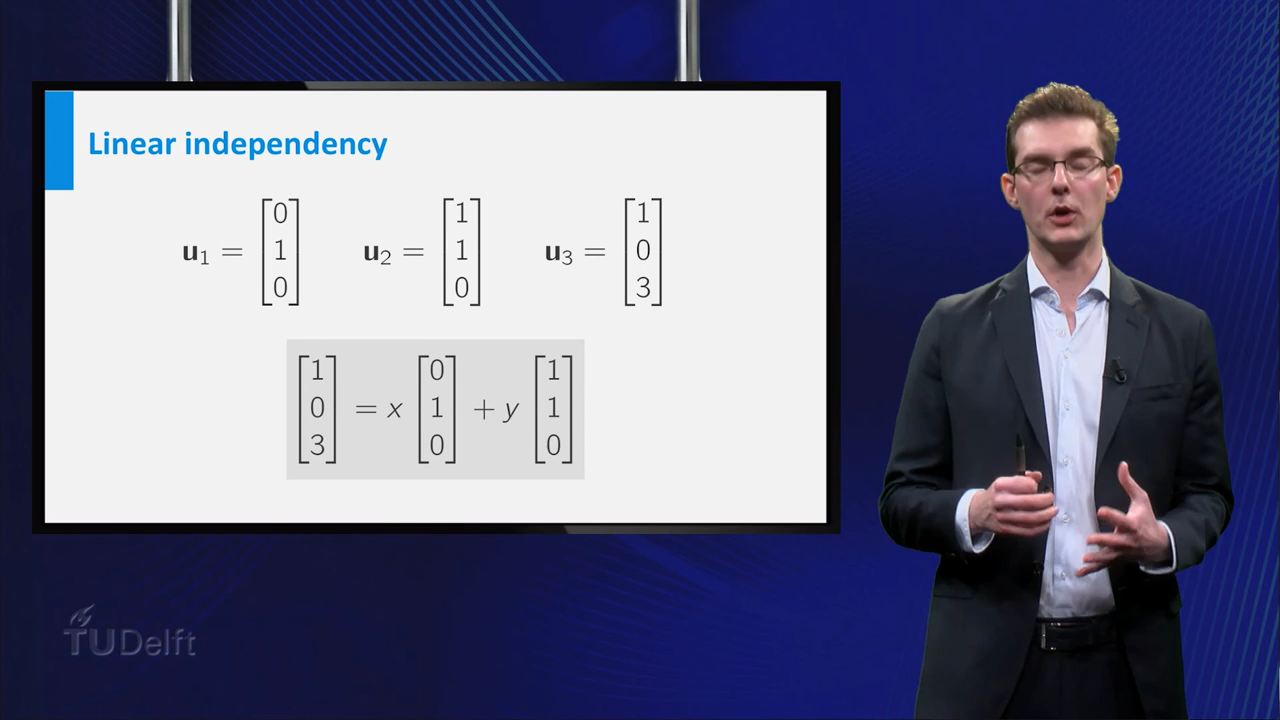 Linear independency
u₁ = [0 1 0] u₂ = [1 1 0] u₃ = [1 0 3]
[1 0 3] = x [0 1 0] + y [1 1 0]
TUDelft